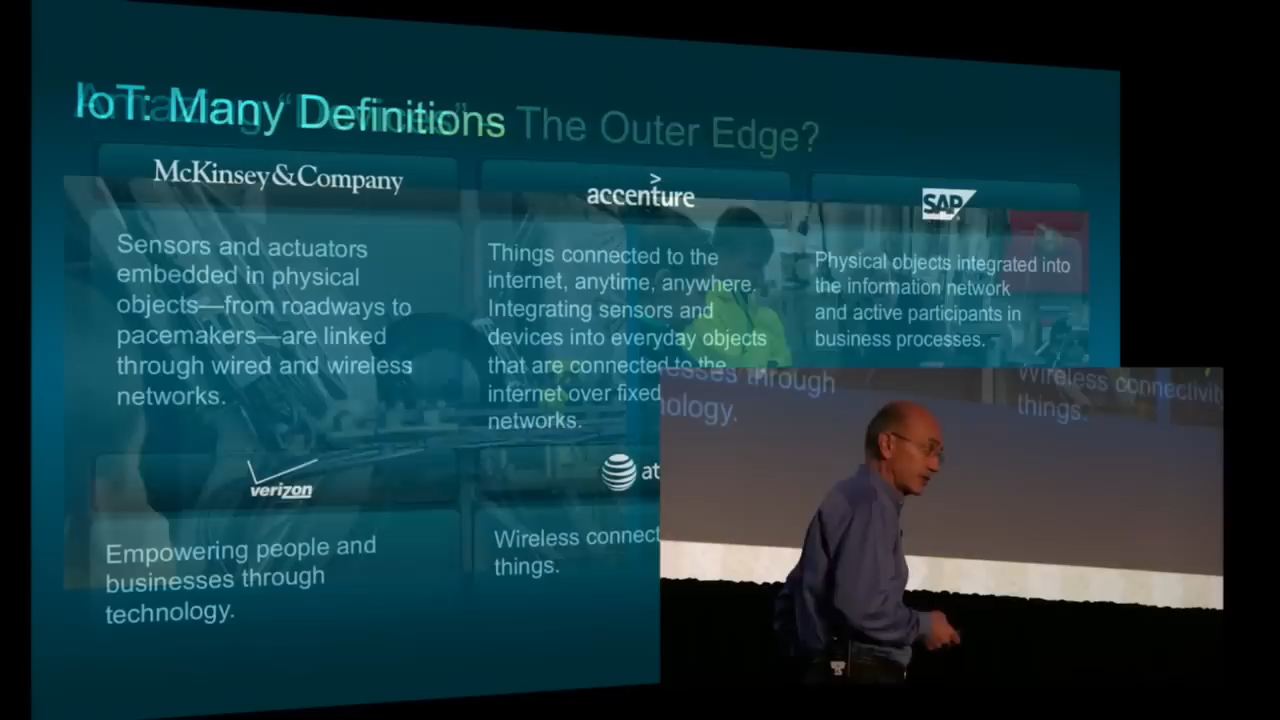 IoT: Many Definitions The Outer Edge?
McKinsey&Company
Sensors and actuators
embedded in physical
objects—from roadways to
pacemakers—are linked
through wired and wireless
networks.
accenture
Things connected to the
internet, anytime, anywhere.
Integrating sensors and
devices into everyday objects
that are connected to the
internet over fixed
networks.
SAP
Physical objects integrated into
the information network
and active participants in
business processes.
verizon
Empowering people and
businesses through
technology.
at
Wireless connect
things.
through
Wireless connectivity
things.